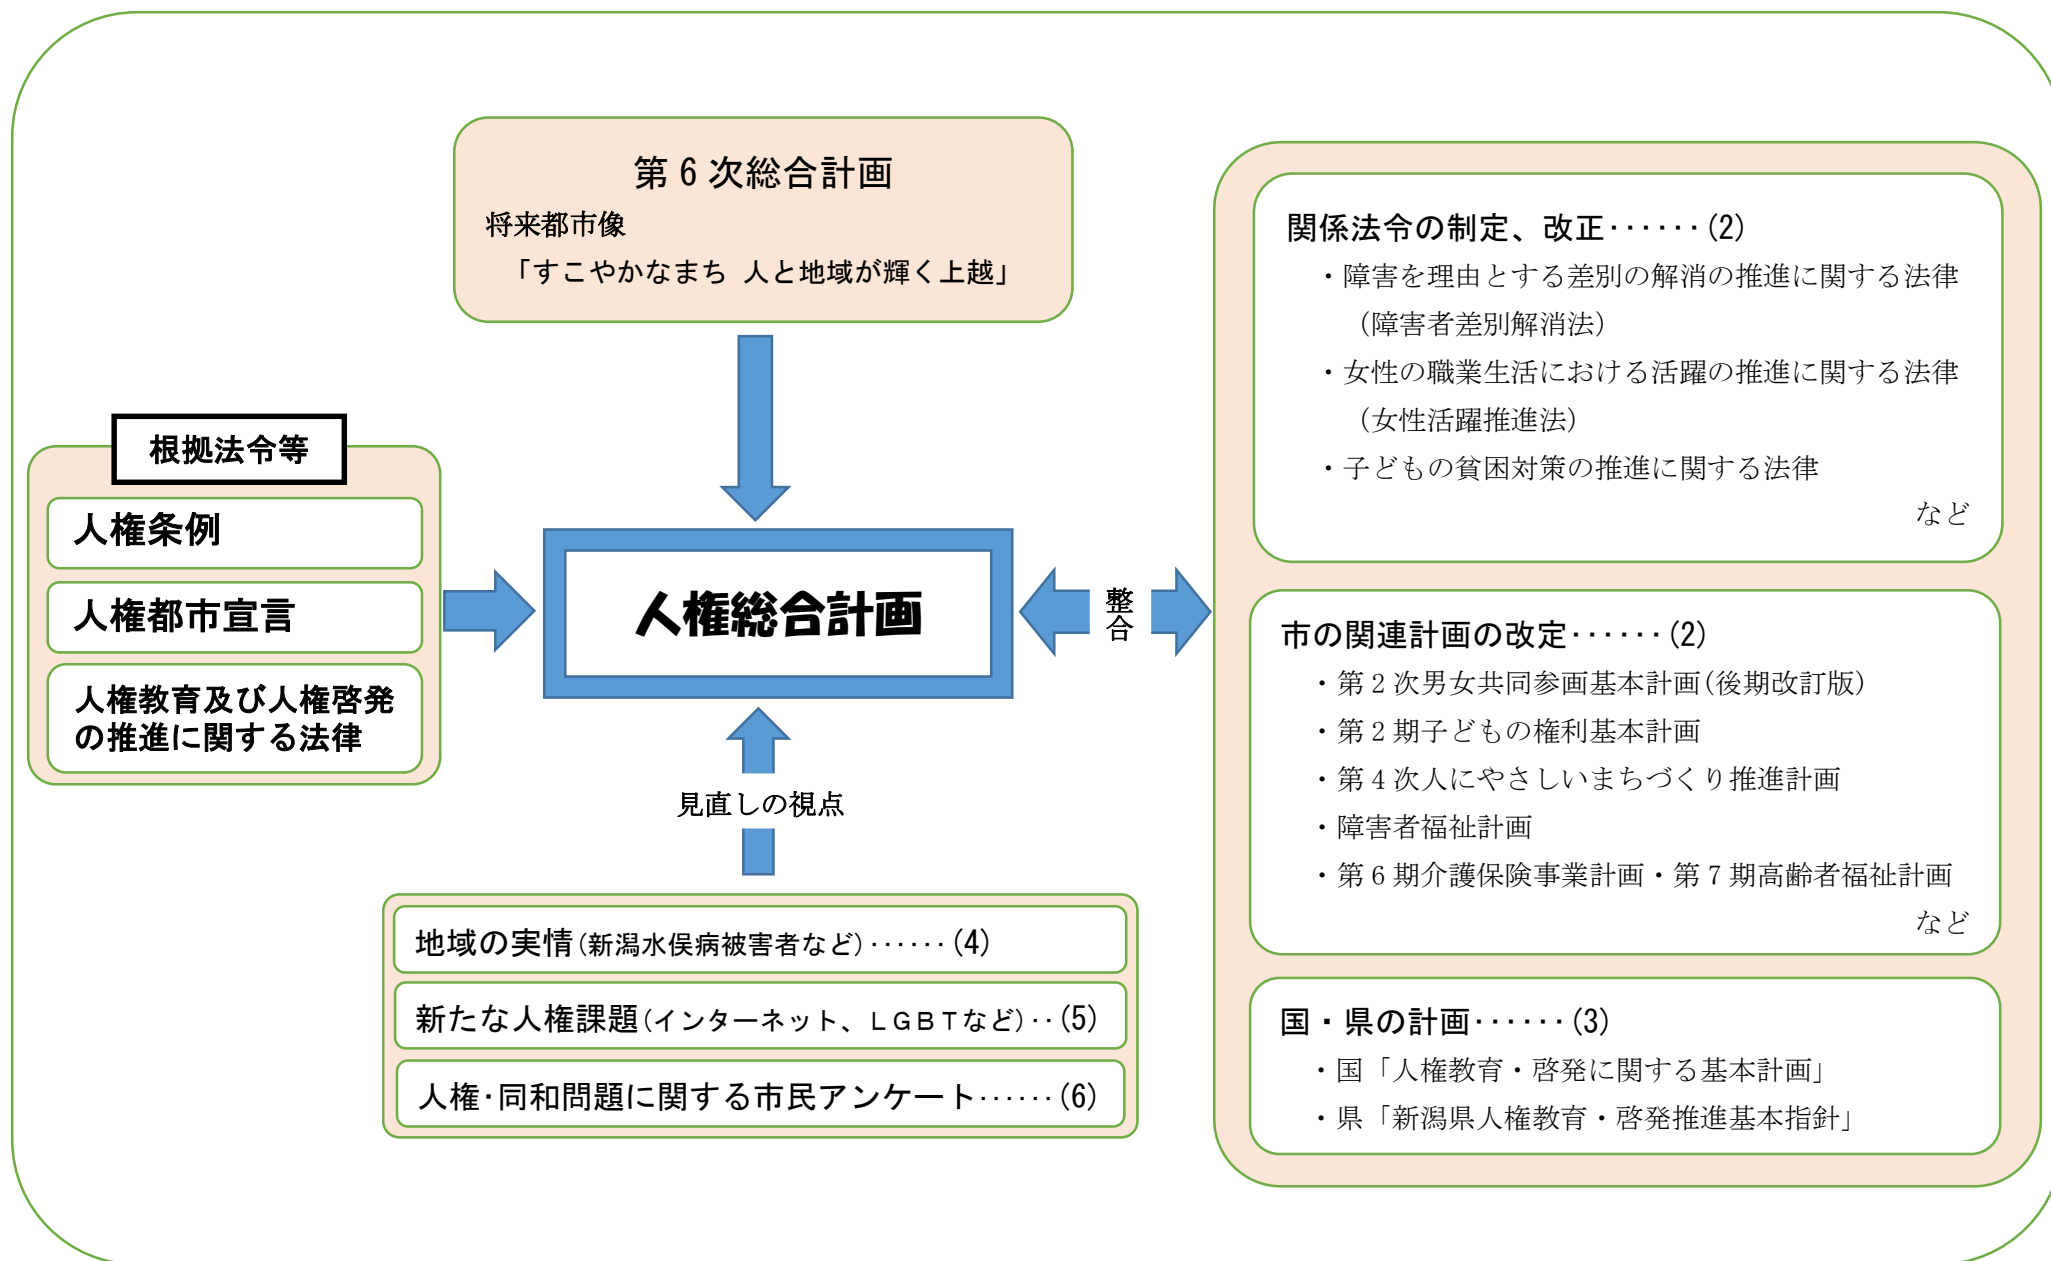 第６次総合計画
将来都市像
「すこやかなまち 人と地域が輝く上越」
根拠法令等
人権条例
人権都市宣言
人権教育及び人権啓発
の推進に関する法律
人権総合計画
整合
見直しの視点
地域の実情(新潟水俣病被害者など)‥‥‥(4)
新たな人権課題(インターネット、ＬＧＢＴなど)‥(5)
人権・同和問題に関する市民アンケート‥‥‥(6)
関係法令の制定、改正‥‥‥(2)
・障害を理由とする差別の解消の推進に関する法律
（障害者差別解消法）
・女性の職業生活における活躍の推進に関する法律
（女性活躍推進法）
・子どもの貧困対策の推進に関する法律
など
市の関連計画の改定‥‥‥(2)
・第２次男女共同参画基本計画(後期改訂版)
・第２期子どもの権利基本計画
・第４次人にやさしいまちづくり推進計画
・障害者福祉計画
・第６期介護保険事業計画・第７期高齢者福祉計画
など
国・県の計画‥‥‥(3)
・国「人権教育・啓発に関する基本計画」
・県「新潟県人権教育・啓発推進基本指針」